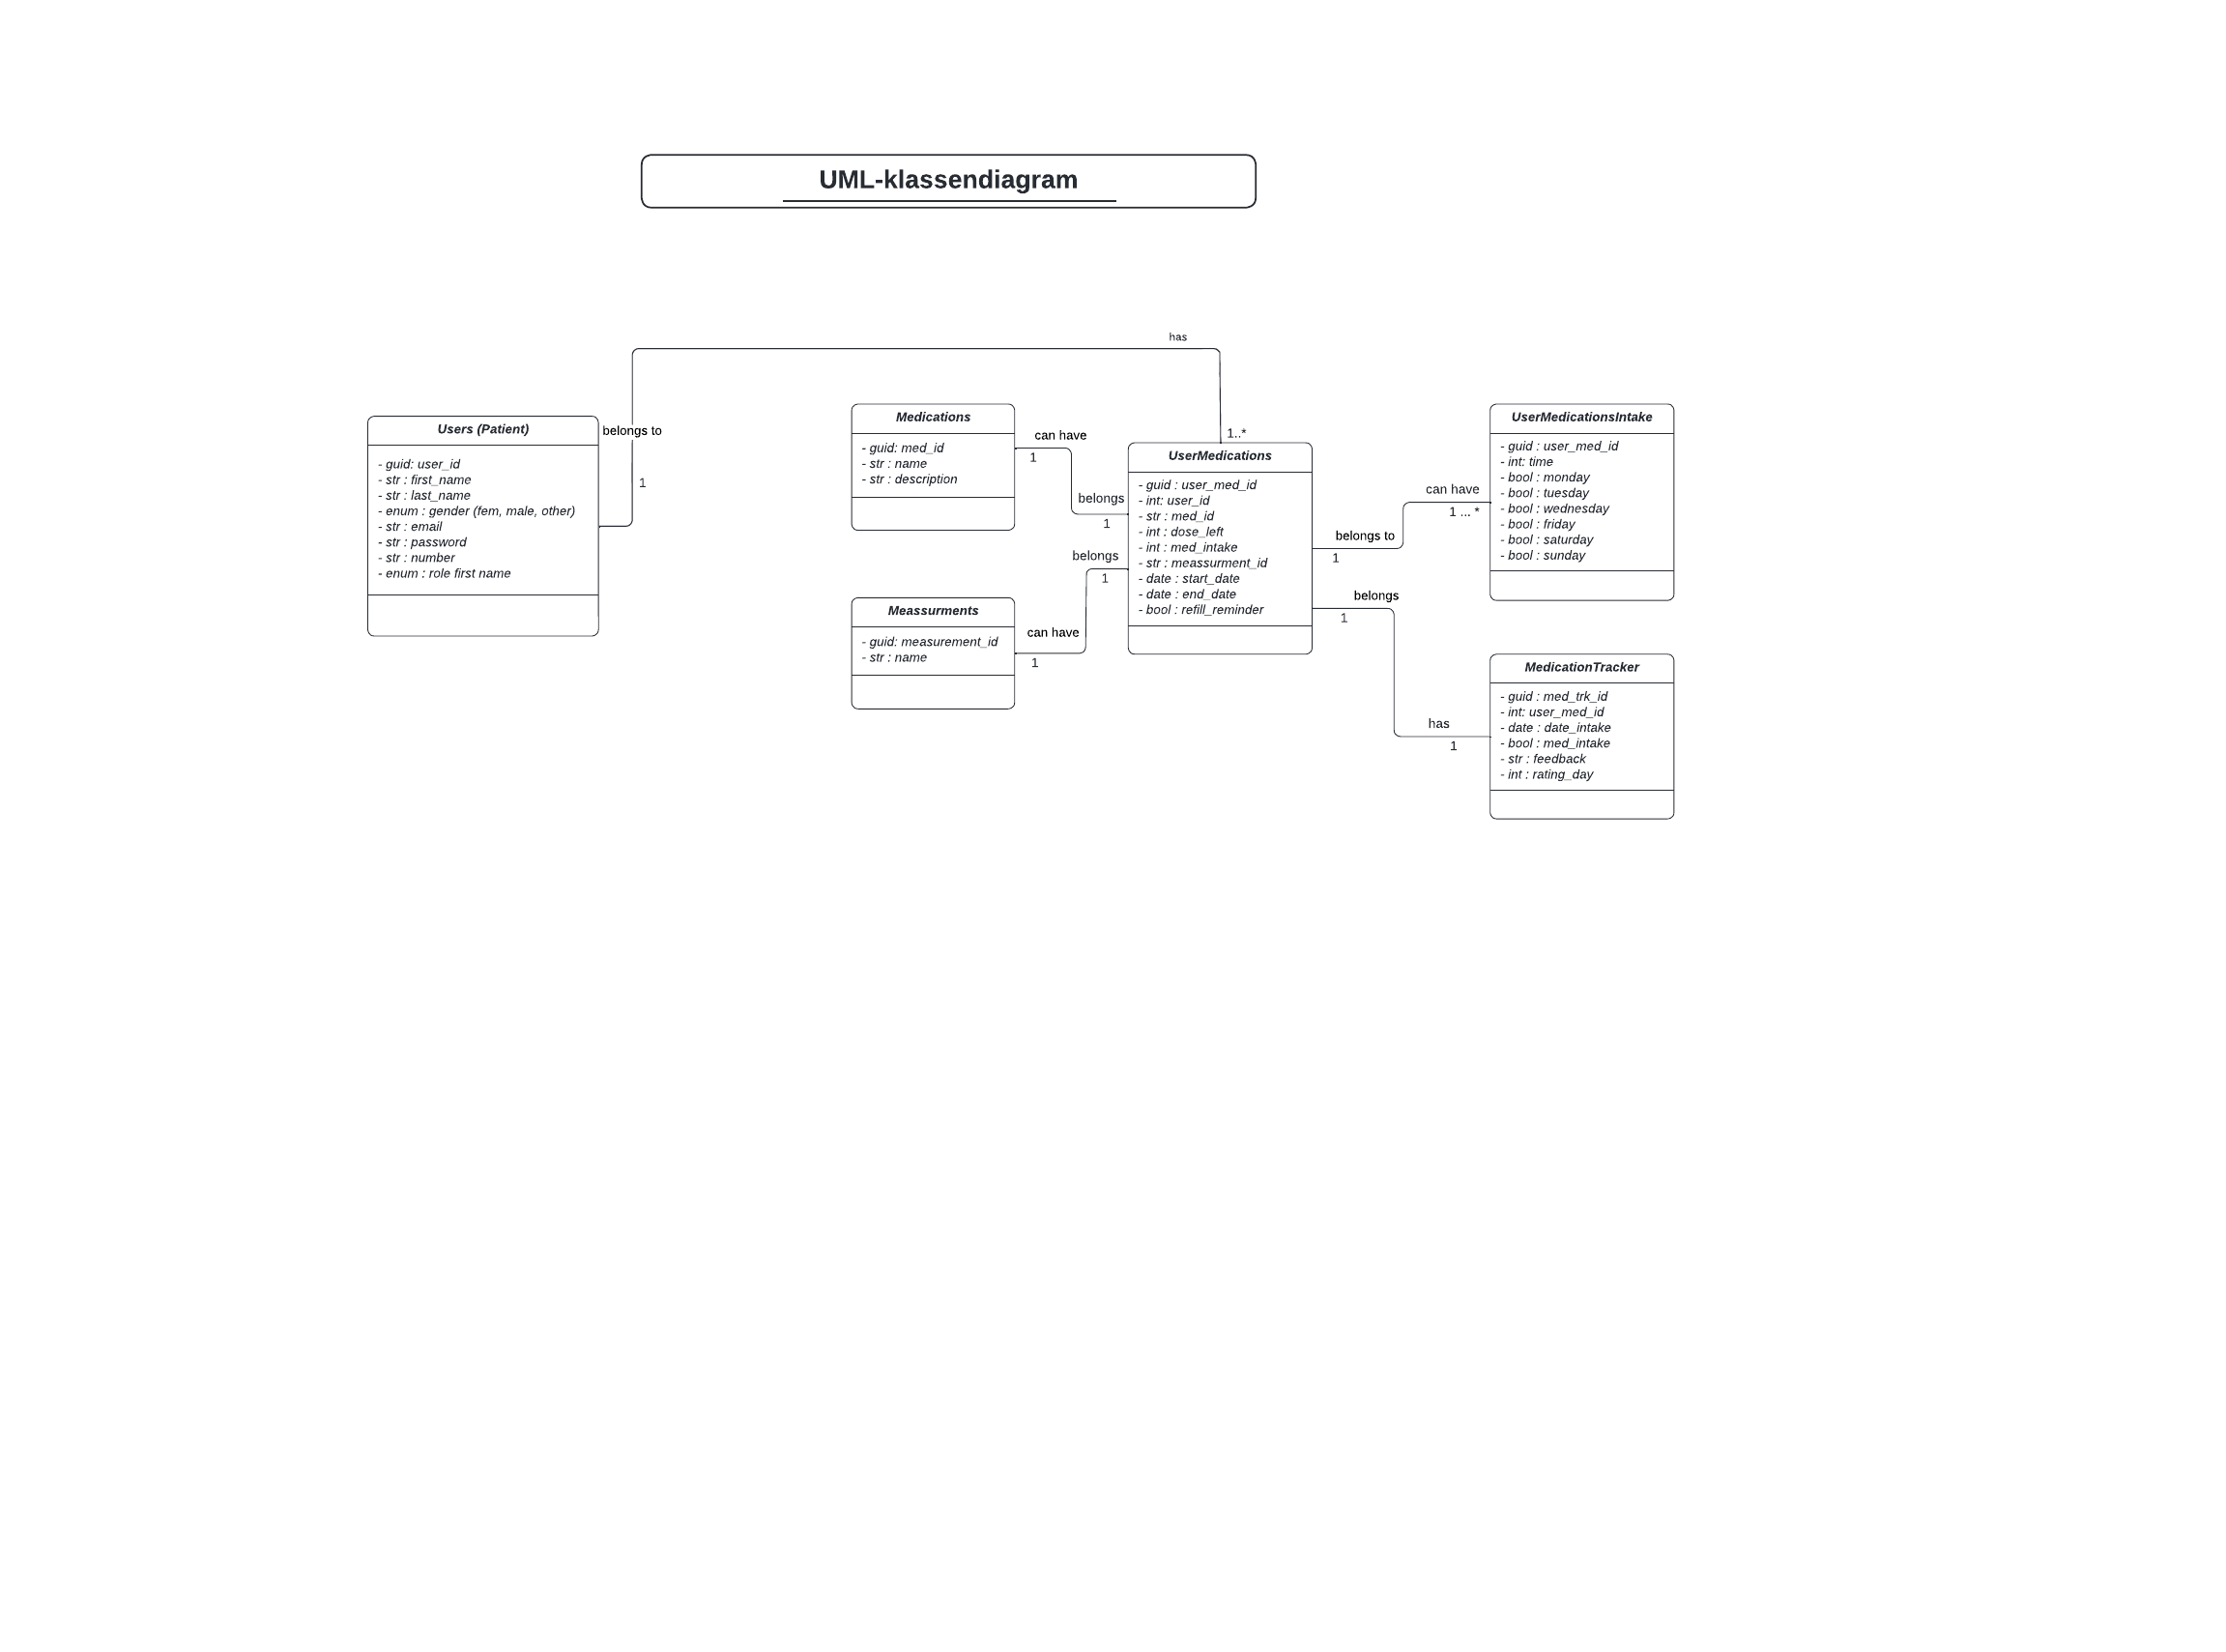 UML-klassendiagram
has
belongs to
1
1..*
Users (Patient)
- guid: user_id
- str : first_name
- str : last_name
- enum : gender (fem, male, other)
- str : email
- str : password
- str : number
- enum : role first name
Medications
- guid: med_id
- str : name
- str : description
can have
1
belongs
1
Meassurments
- guid: measurement_id
- str : name
belongs
1
can have
1
UserMedications
- guid : user_med_id
- int: user_id
- str : med_id
- int : dose_left
- int : med_intake
- str : meassurment_id
- date : start_date
- date : end_date
- bool : refill_reminder
can have
1 ... *
belongs to
1
belongs
1
has
1
UserMedicationsIntake
- guid : user_med_id
- int: time
- bool : monday
- bool : tuesday
- bool : wednesday
- bool : friday
- bool : saturday
- bool : sunday
MedicationTracker
- guid : med_trk_id
- int: user_med_id
- date : date_intake
- bool : med_intake
- str : feedback
- int : rating_day